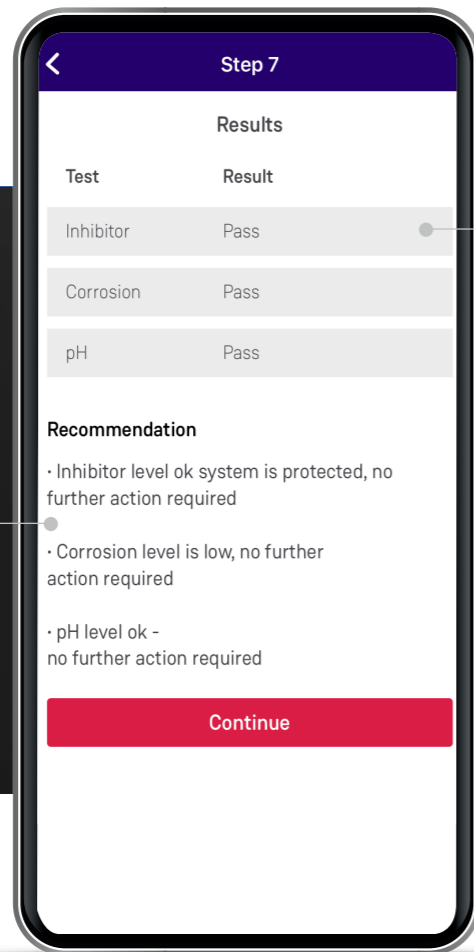 Step 7
Results
Test Result
Inhibitor Pass
Corrosion Pass
pH Pass
Recommendation
· Inhibitor level ok system is protected, no
further action required
· Corrosion level is low, no further
action required
· pH level ok -
no further action required
Continue